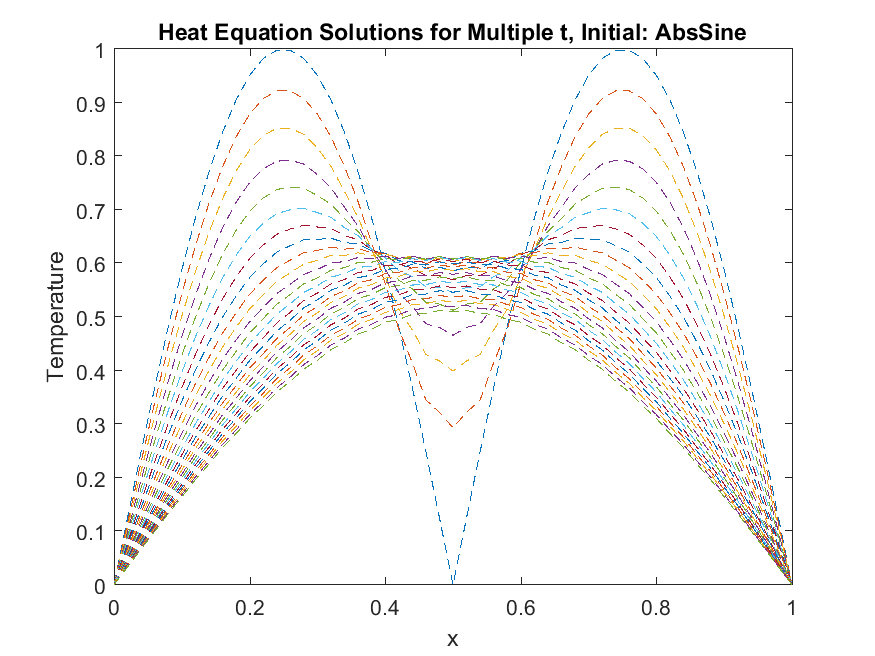 Heat Equation Solutions for Multiple t, Initial: AbsSine
1
0.9
0.8
0.7
0.6
0.5
0.4
0.3
0.2
0.1
0
Temperature
0 0.2 0.4 0.6 0.8 1
x